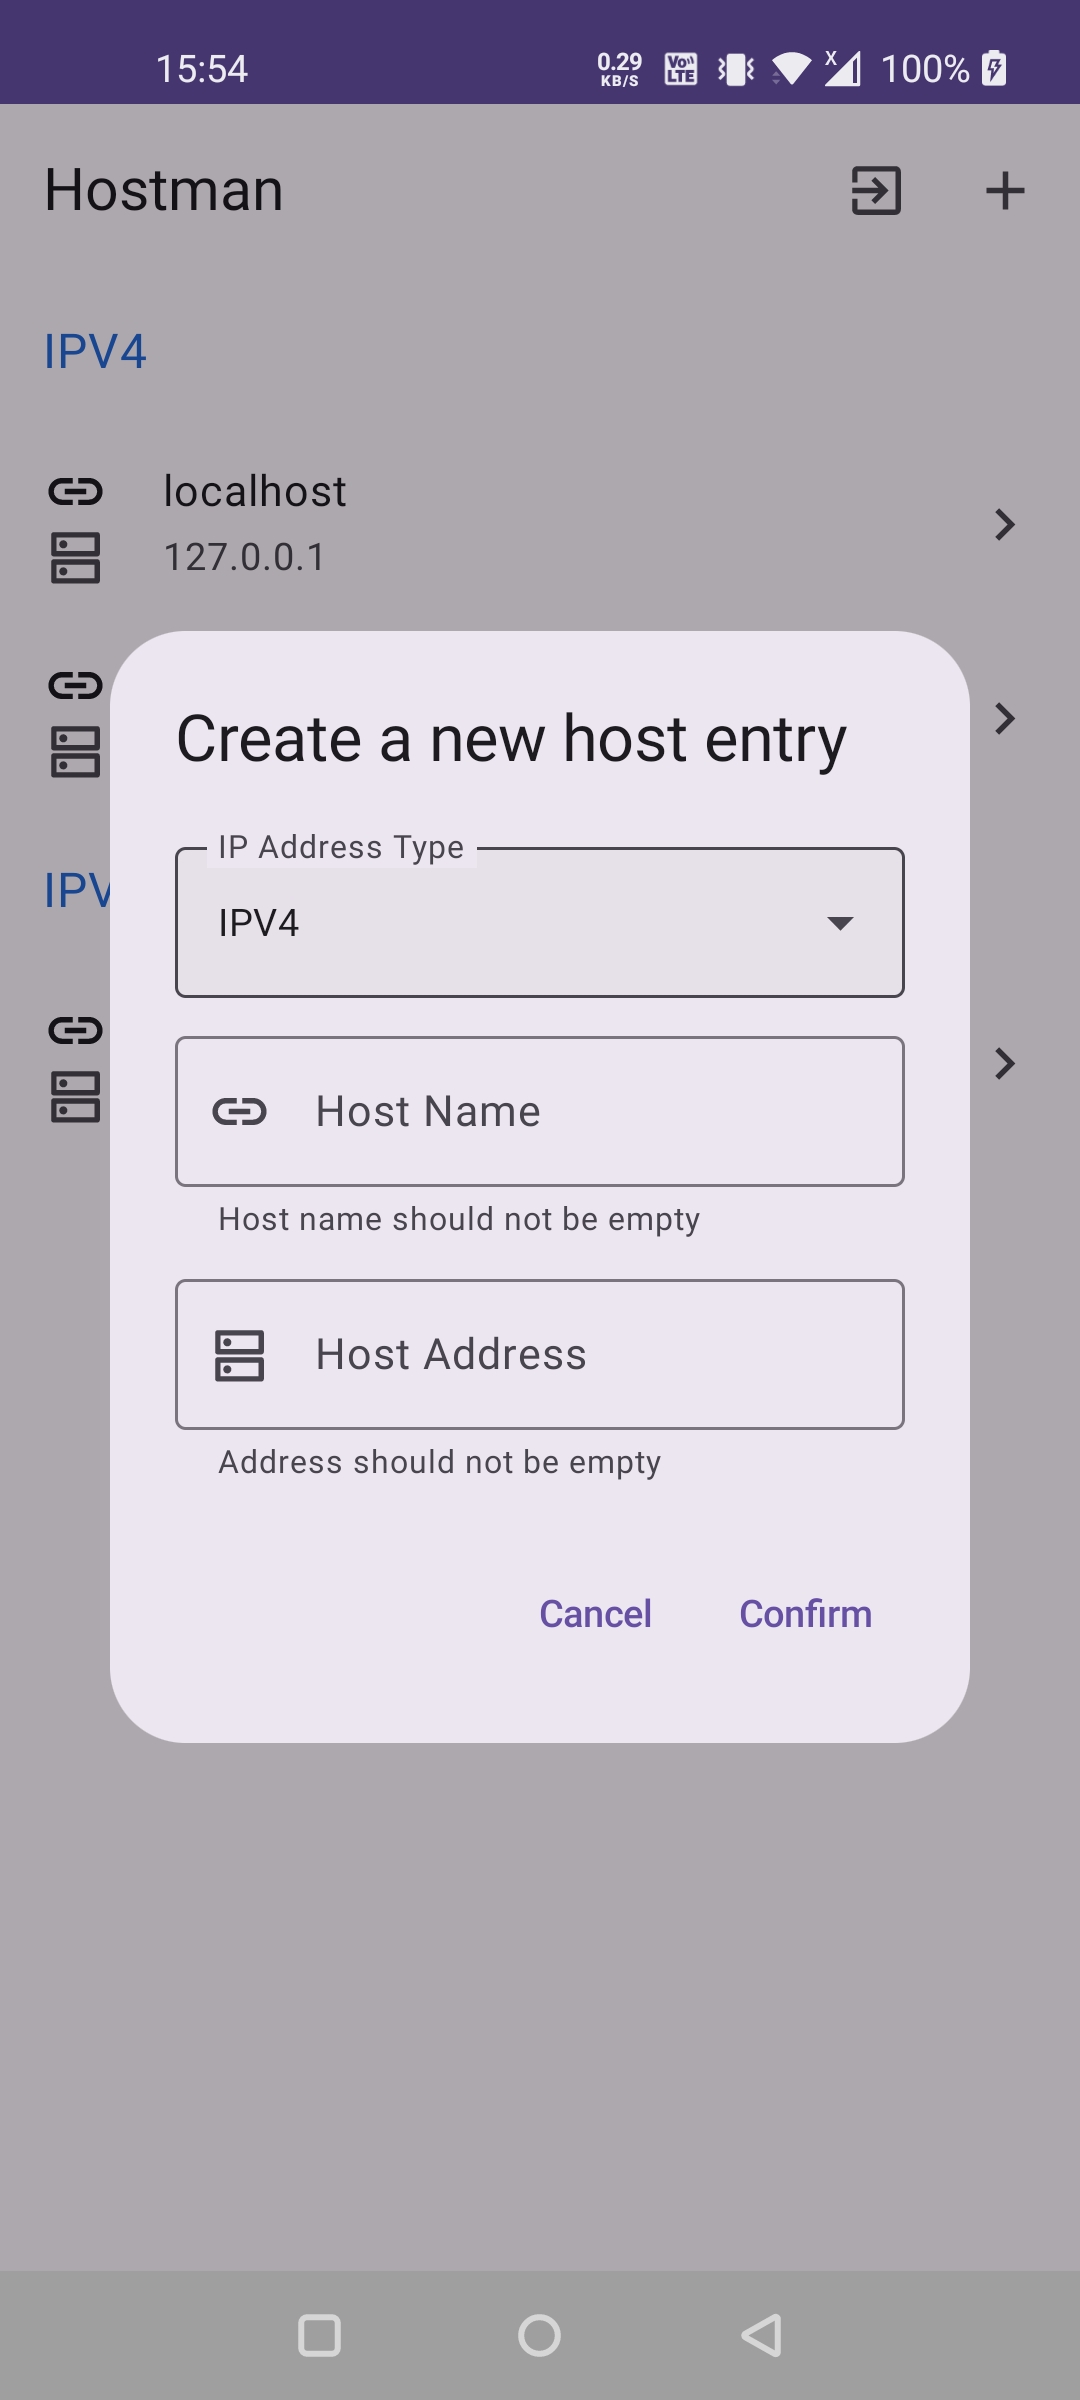 15:54
0.29
KB/S
Vo
LTE
X
100%
Hostman
IPV4
localhost
127.0.0.1
Create a new host entry
IPV
IP Address Type
IPV4
Host Name
Host name should not be empty
Host Address
Address should not be empty
Cancel
Confirm